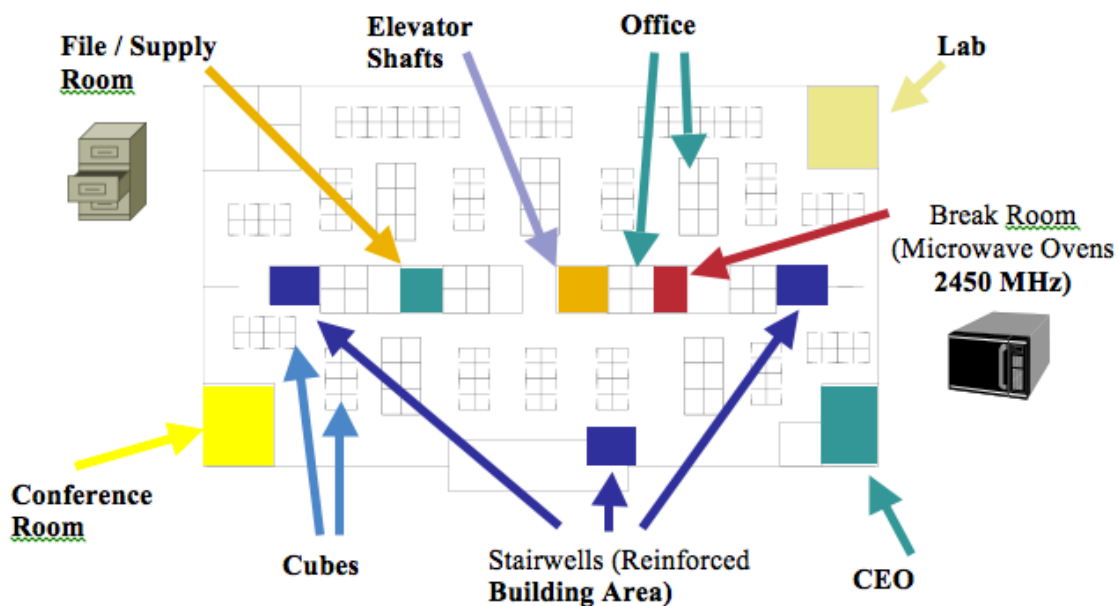 File / Supply
Room
Elevator
Shafts
Office
Lab
Break Room
(Microwave Ovens
2450 MHz)
Conference
Room
Cubes
Stairwells (Reinforced
Building Area)
CEO